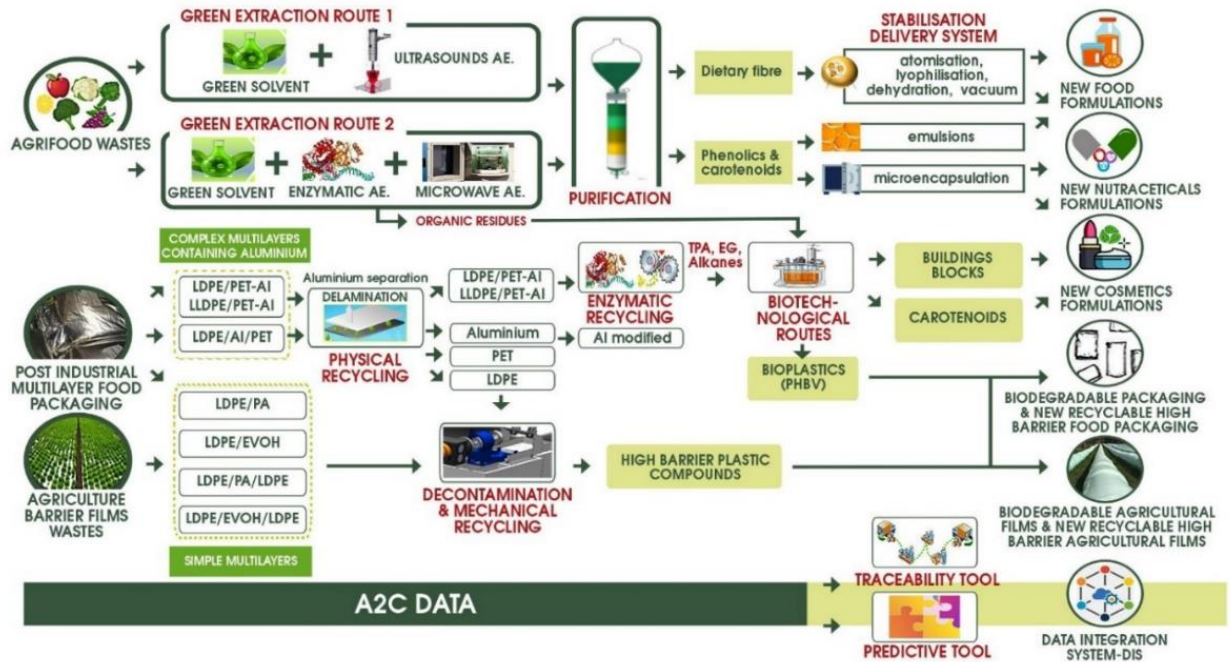 GREEN EXTRACTION ROUTE 1
GREEN SOLVENT
ULTRASOUNDS AE.
AGRIFOOD WASTES
GREEN EXTRACTION ROUTE 2
GREEN SOLVENT
ENZYMATIC AE.
MICROWAVE AE.
PURIFICATION
Dietary fibre
Phenolics &
carotenoids
STABILISATION
DELIVERY SYSTEM
atomisation,
lyophilisation,
dehydration, vacuum
emulsions
microencapsulation
NEW FOOD
FORMULATIONS
NEW NUTRACETICALS
FORMULATIONS
NEW COSMETICS
FORMULATIONS
ORGANIC RESIDUES
COMPLEX MULTILAYERS
CONTAINING ALUMINIUM
LDPE/PET-AI
LLDPE/PET-AI
LDPE/AI/PET
POST INDUSTRIAL
MULTILAYER FOOD
PACKAGING
Aluminium separation
DELAMINATION
PHYSICAL
RECYCLING
LDPE/PET-AI
LLDPE/PET-AI
Aluminium
PET
LDPE
ENZYMATIC
RECYCLING
AI modified
TPA, EG,
Alkanes
BIOTECH-
NOLOGICAL
ROUTES
BUILDINGS
BLOCKS
CAROTENOIDS
BIOPLASTICS
(PHBV)
BIODEGRADABLE PACKAGING
& NEW RECYCLABLE HIGH
BARRIER FOOD PACKAGING
AGRICULTURE
BARRIER FILMS
WASTES
LDPE/PA
LDPE/EVOH
LDPE/PA/LDPE
LDPE/EVOH/LDPE
SIMPLE MULTILAYERS
DECONTAMINATION
& MECHANICAL
RECYCLING
HIGH BARRIER PLASTIC
COMPOUNDS
BIODEGRADABLE AGRICULTURAL
FILMS & NEW RECYCLABLE HIGH
BARRIER AGRICULTURAL FILMS
A2C DATA
TRACEABILITY TOOL
PREDICTIVE TOOL
DATA INTEGRATION
SYSTEM-DIS